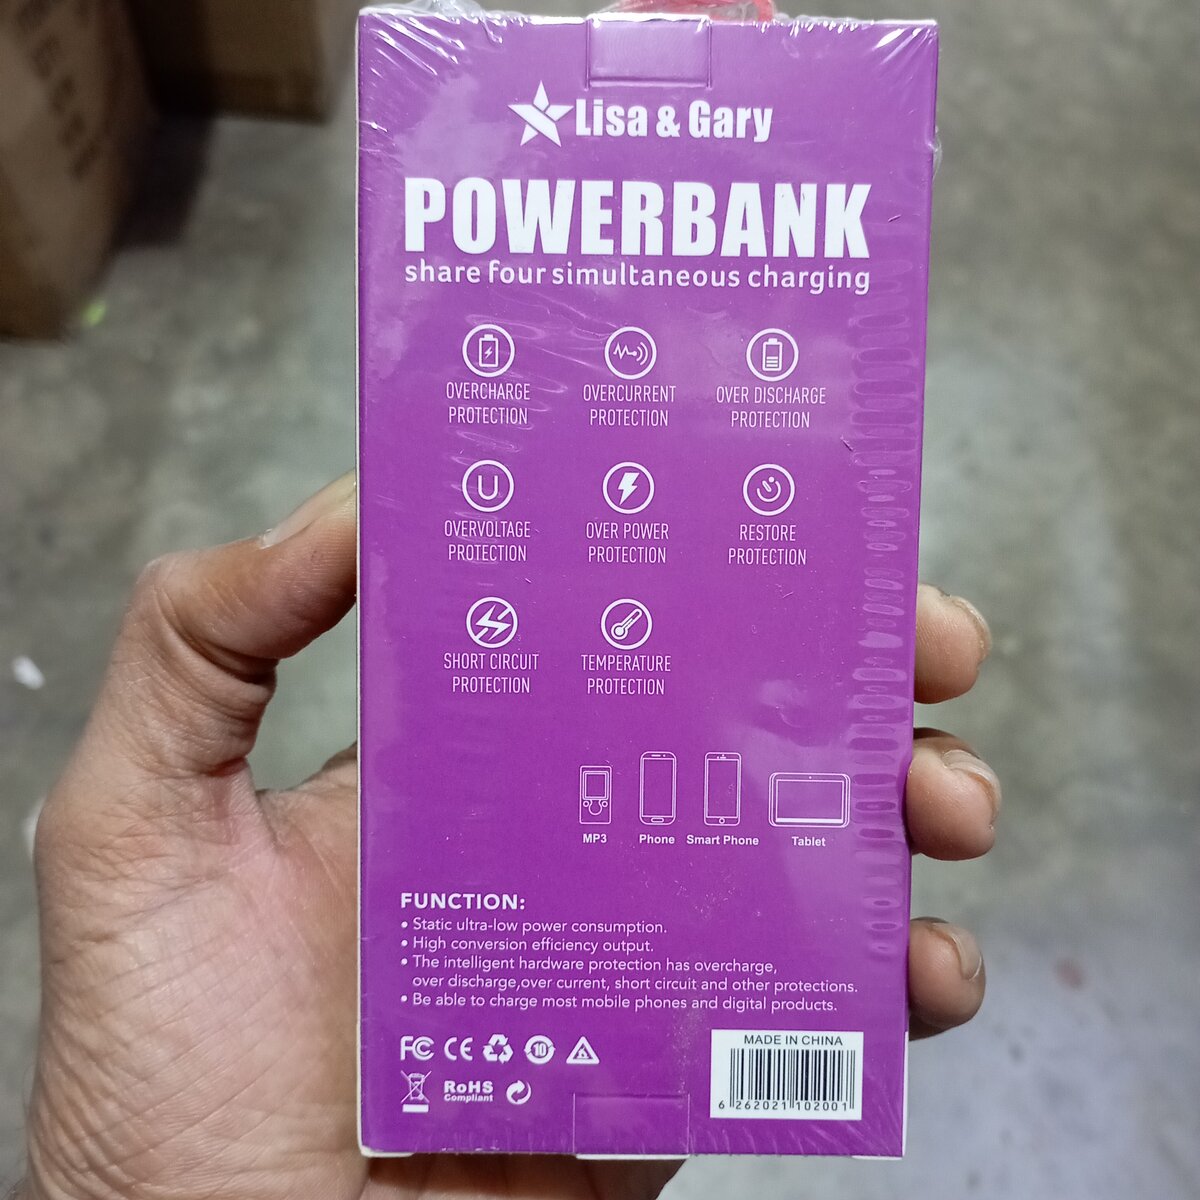 Lisa & Gary
POWERBANK
share four simultaneous charging
OVERCHARGE PROTECTION
OVERCURRENT PROTECTION
OVER DISCHARGE PROTECTION
U
OVERVOLTAGE PROTECTION
OVER POWER PROTECTION
RESTORE PROTECTION
SHORT CIRCUIT PROTECTION
TEMPERATURE PROTECTION
MP3
Phone
Smart Phone
Tablet
FUNCTION:
• Static ultra-low power consumption.
• High conversion efficiency output.
• The intelligent hardware protection has overcharge,
over discharge,over current, short circuit and other protections.
• Be able to charge most mobile phones and digital products.
FC CE 10
RoHS
Compliant
MADE IN CHINA
6 262021 102001